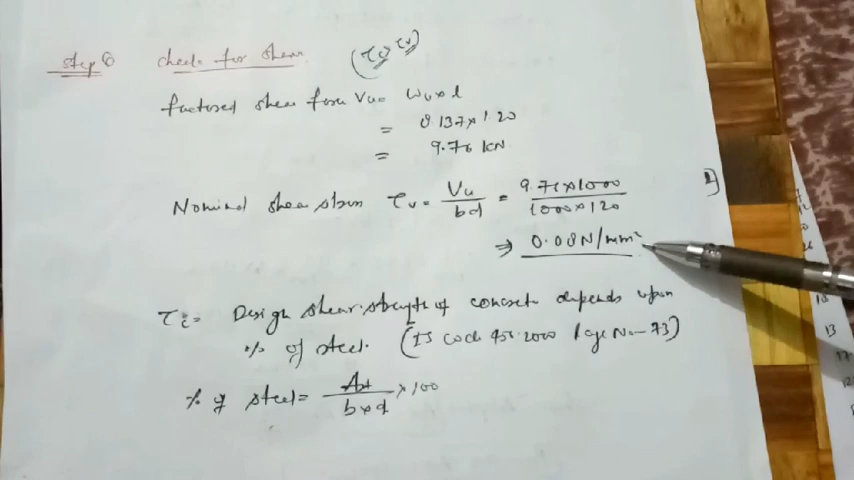 step⑧ check for shear (τc > τv)
factored shear force Vu = wu × l
= 8.137 × 1.20
= 9.76 KN
Nominal shear stress τv = Vu / bd = 9.76 × 1000 / 1000 × 120
⇒ 0.08 N/mm²
τc = Design shear strength of concrete depends upon
% of steel. (IS code 456:2000 Page No - 73)
% of steel = Ast / b × d × 100
13